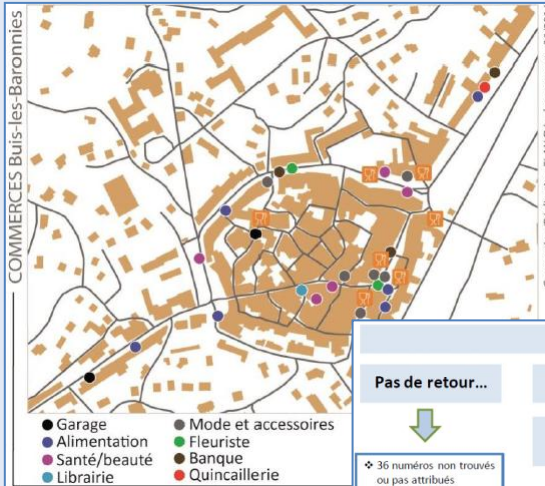 COMMERCES Buis-les-Baronnies
Garage
Alimentation
Santé/beauté
Librairie
Mode et accessoires
Fleuriste
Banque
Quincaillerie
Pas de retour...
❖ 36 numéros non trouvés
ou pas attribués